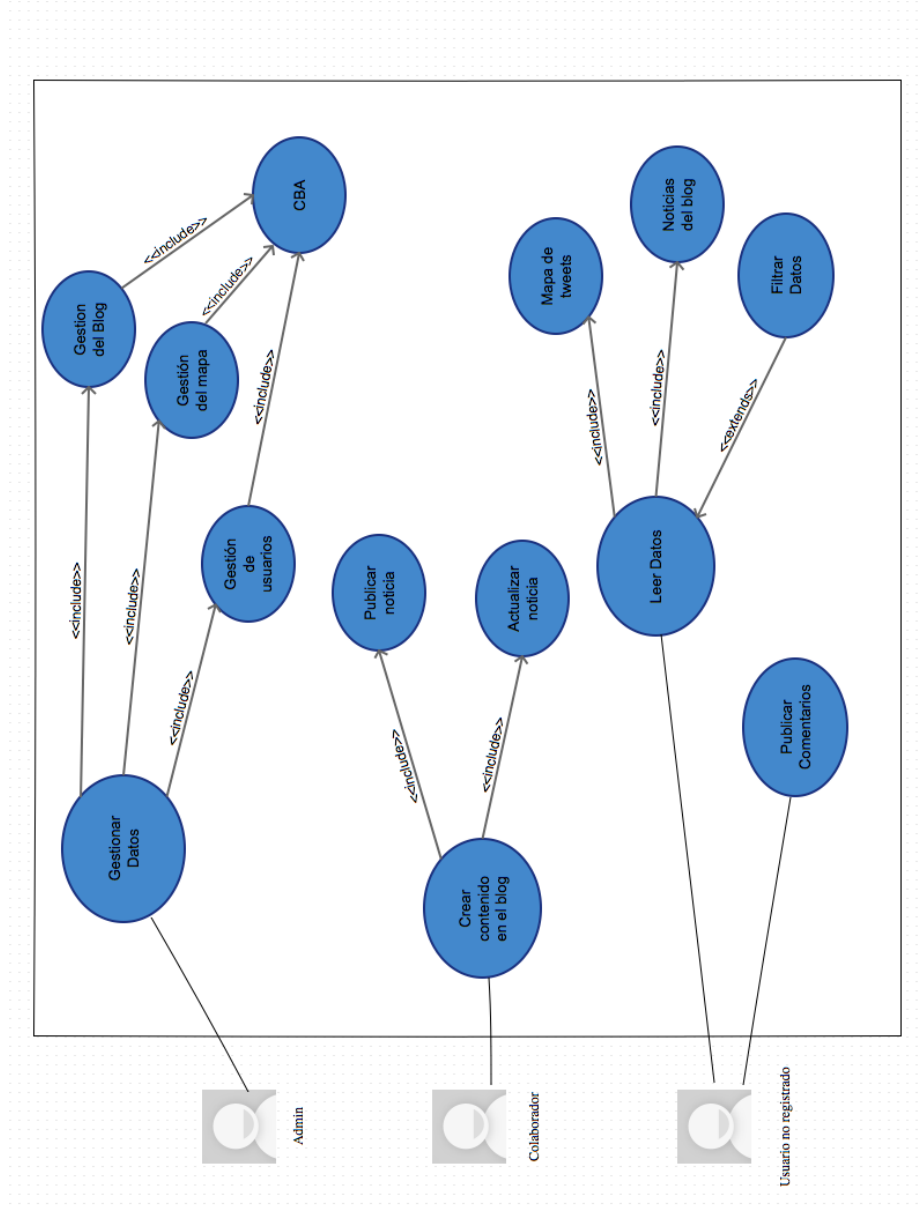 Gestion
del Blog
<<include>>
<<include>>
Gestión
del mapa
<<include>>
<<include>>
CBA
Gestionar
Datos
<<include>>
Gestión
de
usuarios
<<include>>
Admin
Publicar
noticia
<<include>>
Crear
contenido
en el blog
<<include>>
Actualizar
noticia
Colaborador
Mapa de
tweets
<<include>>
Leer Datos
<<include>>
Noticias
del blog
<<extends>>
Filtrar
Datos
Publicar
Comentarios
Usuario no registrado